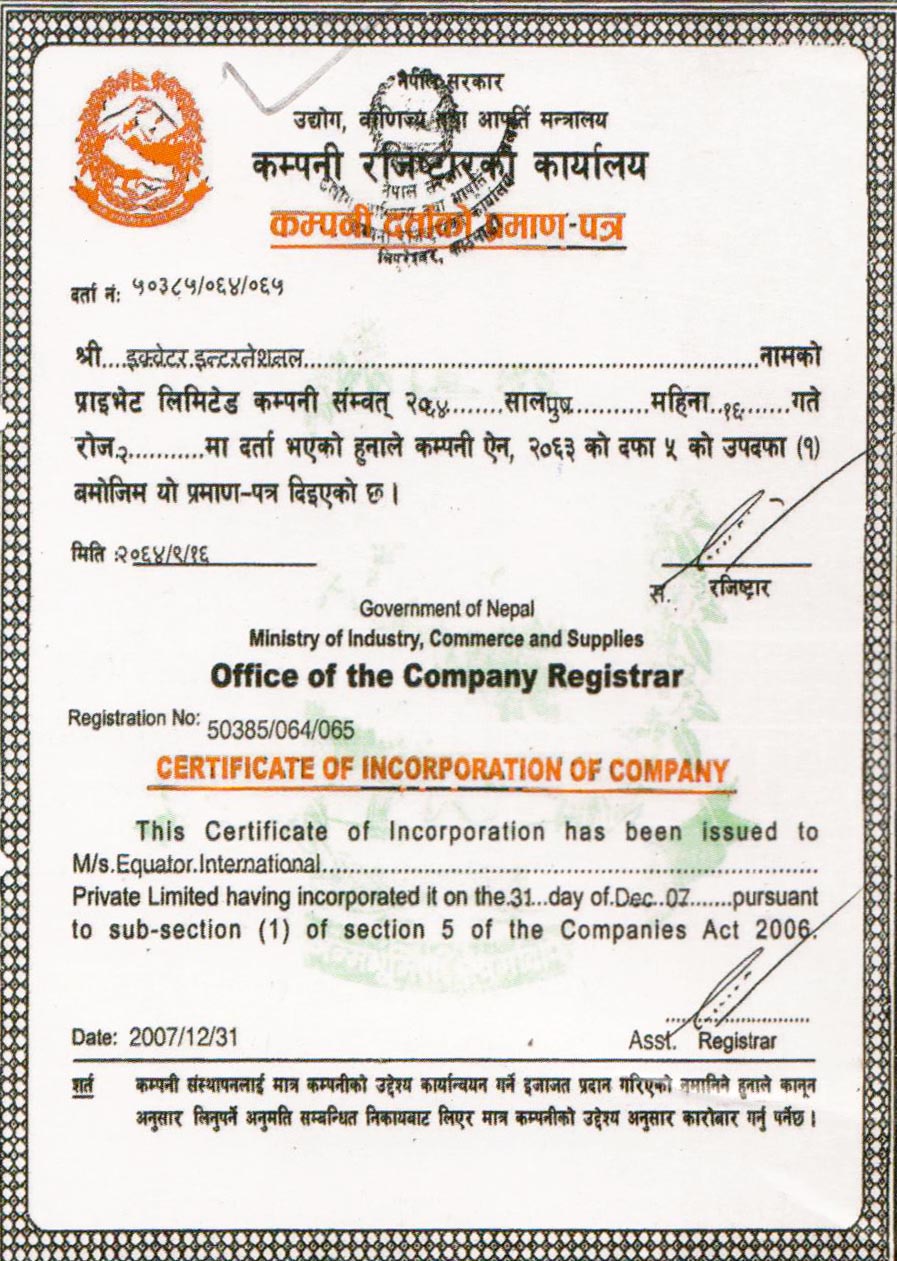 नेपाल सरकार
उद्योग, वाणिज्य तथा आपूर्ति मन्त्रालय
कम्पनी रजिष्ट्रारको कार्यालय
कम्पनी दर्ताको प्रमाण-पत्र
दर्ता नं: ५०३८५/०६४/०६५
श्री....इक्वेटर.इन्टरनेशनल..........नामको
प्राइभेट लिमिटेड कम्पनी संम्वत् २०६४........सालपुष...........महिना..१६.......गते
रोज२............मा दर्ता भएको हुनाले कम्पनी ऐन, २०६३ को दफा ५ को उपदफा (१)
बमोजिम यो प्रमाण-पत्र दिइएको छ ।
मिति :२०६४/९/१६
स. रजिष्ट्रार
Government of Nepal
Ministry of Industry, Commerce and Supplies
Office of the Company Registrar
Registration No: 50385/064/065
CERTIFICATE OF INCORPORATION OF COMPANY
This Certificate of Incorporation has been issued to
M/s.Equator.International..........
Private Limited having incorporated it on the.31...day of.Dec..07.......pursuant
to sub-section (1) of section 5 of the Companies Act 2006.
Date: 2007/12/31
Asst. Registrar
शर्त कम्पनी संस्थापनलाई मात्र कम्पनीको उद्देश्य कार्यान्वयन गर्ने इजाजत प्रदान गरिएको नमानिने हुनाले कानून
अनुसार लिनुपर्ने अनुमति सम्बन्धित निकायबाट लिएर मात्र कम्पनीको उद्देश्य अनुसार कारोबार गर्नु पर्नेछ ।